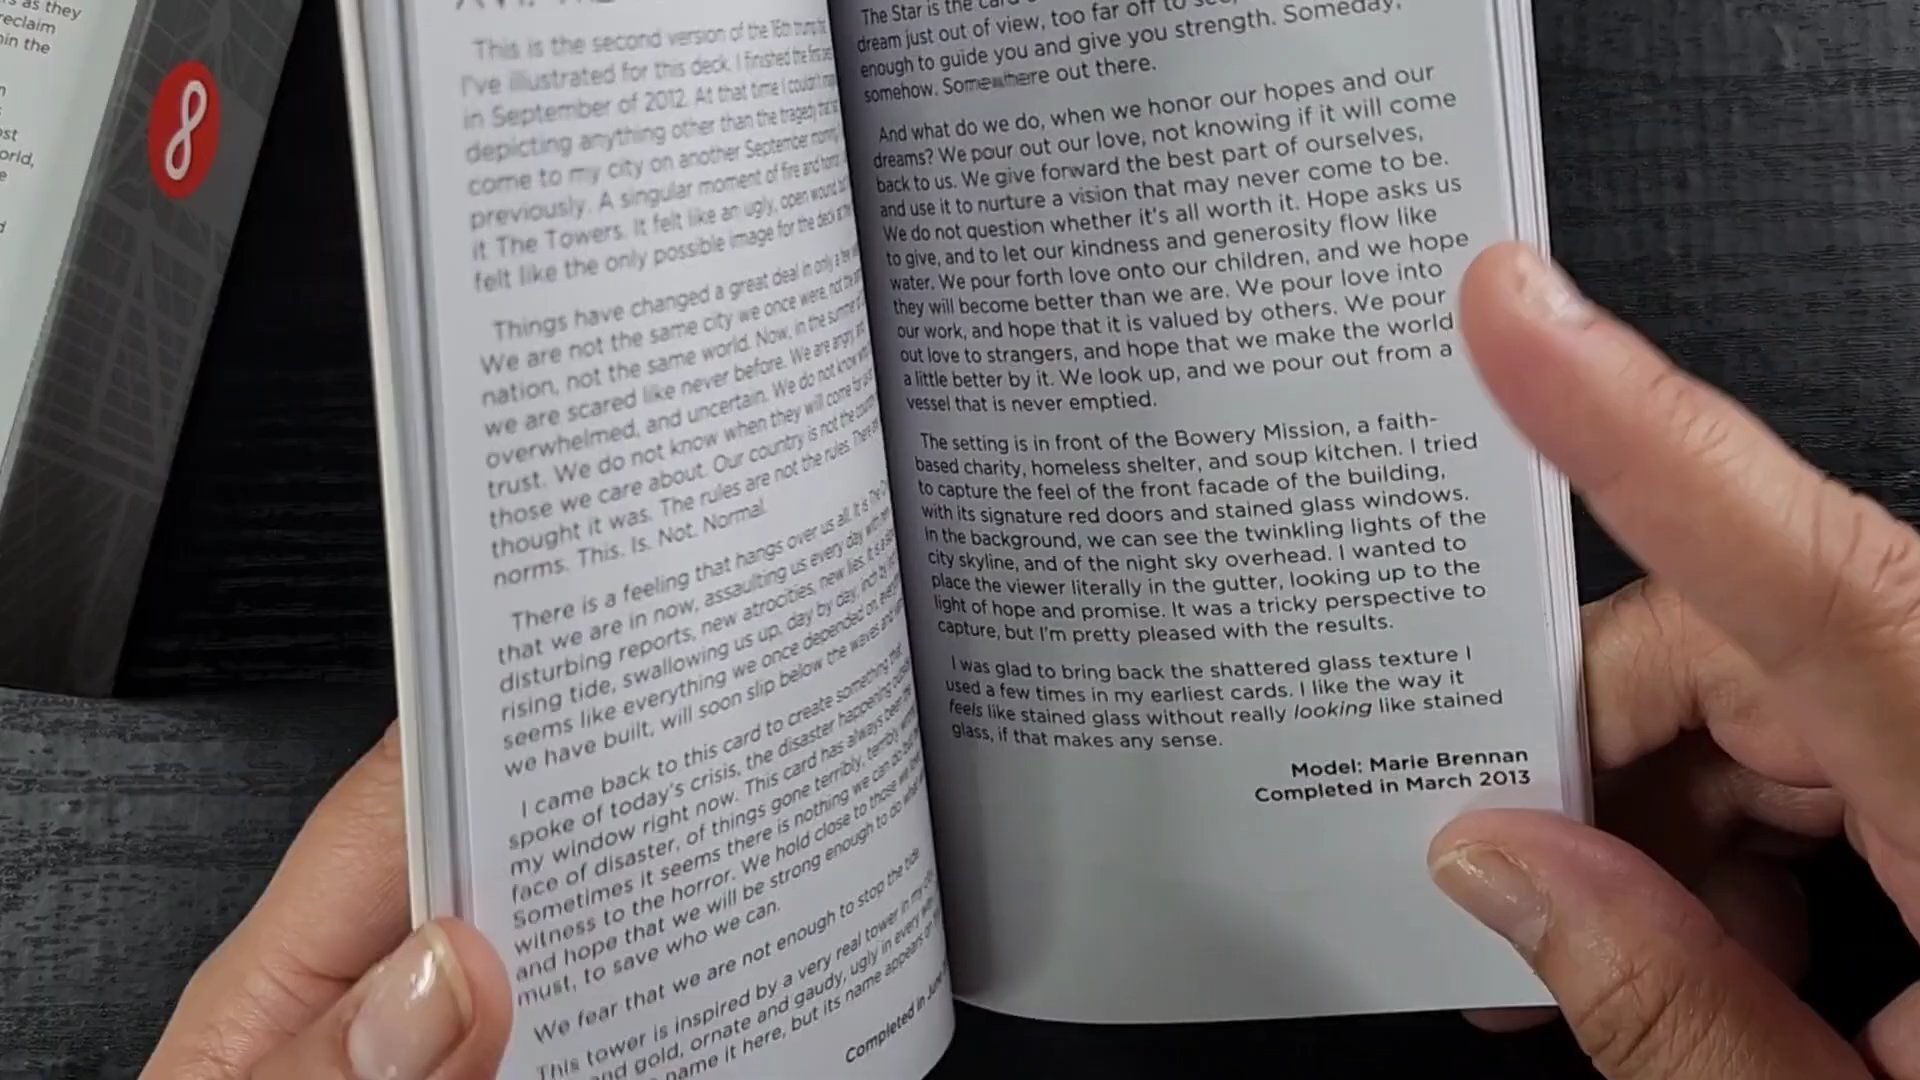 as they
reclaim
in the
8
This is the second version of the 16th trump
I've illustrated for this deck. I finished the first
in September of 2012. At that time I couldn't
depicting anything other than the tragedy that
come to my city on another September morning
previously. A singular moment of fire and horror
it The Towers. It felt like an ugly, open wound
felt like the only possible image for the deck at the
Things have changed a great deal in only a few
We are not the same city we once were, not the
nation, not the same world. Now, in the summer
we are scared like never before. We are angry
overwhelmed, and uncertain. We do not know
trust. We do not know when they will come for
those we care about. Our country is not the country
thought it was. The rules are not the rules. There
norms. This. Is. Not. Normal.
There is a feeling that hangs over us all. It is The
that we are in now, assaulting us every day with
disturbing reports, new atrocities, new lies. It is a
rising tide, swallowing us up, day by day, inch by
seems like everything we once depended on,
we have built, will soon slip below the waves and
I came back to this card to create something that
spoke of today's crisis, the disaster happening outside
my window right now. This card has always been the
face of disaster, of things gone terribly, terribly wrong.
Sometimes it seems there is nothing we can do but
witness to the horror. We hold close to those we love
and hope that we will be strong enough to do what
must, to save who we can.
We fear that we are not enough to stop the tide.
This tower is inspired by a very real tower in my city
and gold, ornate and gaudy, ugly in every
name it here, but its name appears on
Completed in June
The Star is the
dream just out of view, too far off to see,
enough to guide you and give you strength. Someday,
somehow. Somewhere out there.
And what do we do, when we honor our hopes and our
dreams? We pour out our love, not knowing if it will come
back to us. We give forward the best part of ourselves,
and use it to nurture a vision that may never come to be.
We do not question whether it's all worth it. Hope asks us
to give, and to let our kindness and generosity flow like
water. We pour forth love onto our children, and we hope
they will become better than we are. We pour love into
our work, and hope that it is valued by others. We pour
out love to strangers, and hope that we make the world
a little better by it. We look up, and we pour out from a
vessel that is never emptied.
The setting is in front of the Bowery Mission, a faith-
based charity, homeless shelter, and soup kitchen. I tried
to capture the feel of the front facade of the building,
with its signature red doors and stained glass windows.
In the background, we can see the twinkling lights of the
city skyline, and of the night sky overhead. I wanted to
place the viewer literally in the gutter, looking up to the
light of hope and promise. It was a tricky perspective to
capture, but I'm pretty pleased with the results.
I was glad to bring back the shattered glass texture I
used a few times in my earliest cards. I like the way it
feels like stained glass without really looking like stained
glass, if that makes any sense.
Model: Marie Brennan
Completed in March 2013